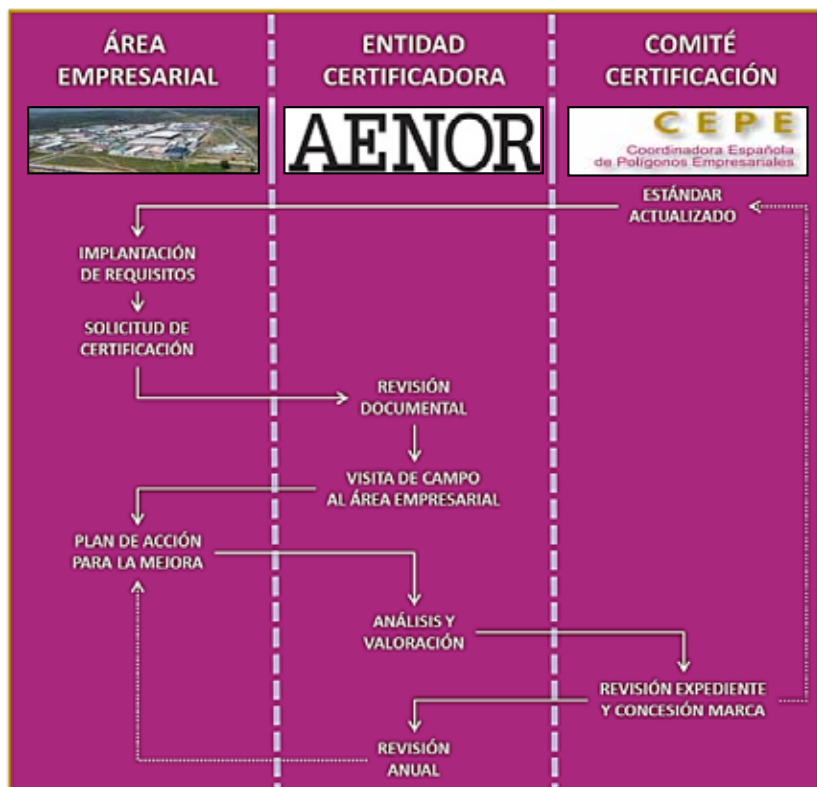 ÁREA
EMPRESARIAL
ENTIDAD
CERTIFICADORA
COMITÉ
CERTIFICACIÓN
AENOR
CEPE
Coordinadora Española
de Polígonos Empresariales
ESTÁNDAR
ACTUALIZADO
IMPLANTACIÓN
DE REQUISITOS
SOLICITUD DE
CERTIFICACIÓN
REVISIÓN
DOCUMENTAL
VISITA DE CAMPO
AL ÁREA EMPRESARIAL
PLAN DE ACCIÓN
PARA LA MEJORA
ANÁLISIS Y
VALORACIÓN
REVISIÓN EXPEDIENTE
Y CONCESIÓN MARCA
REVISIÓN
ANUAL